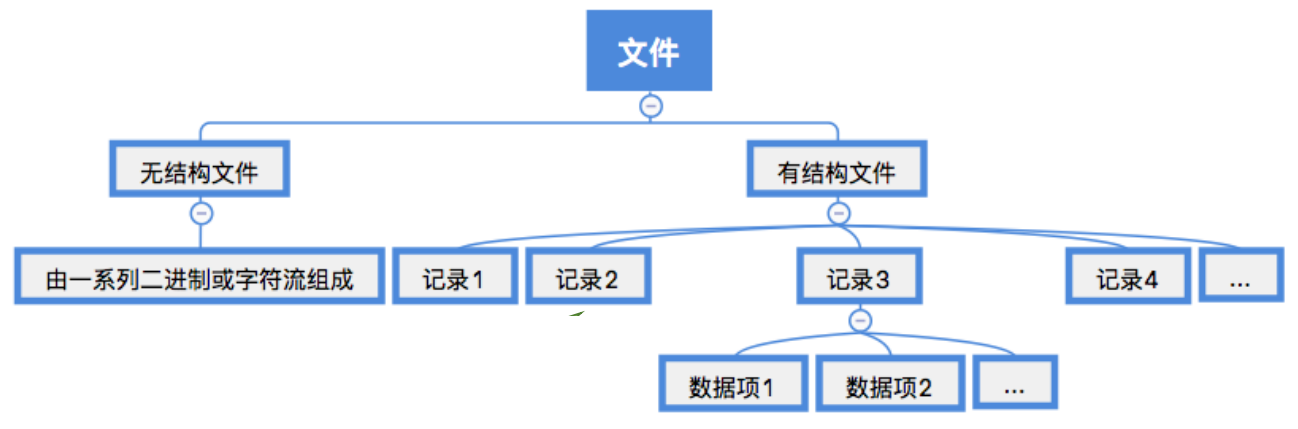 文件
无结构文件
有结构文件
由一系列二进制或字符流组成
记录1
记录2
记录3
记录4
...
数据项1
数据项2
...